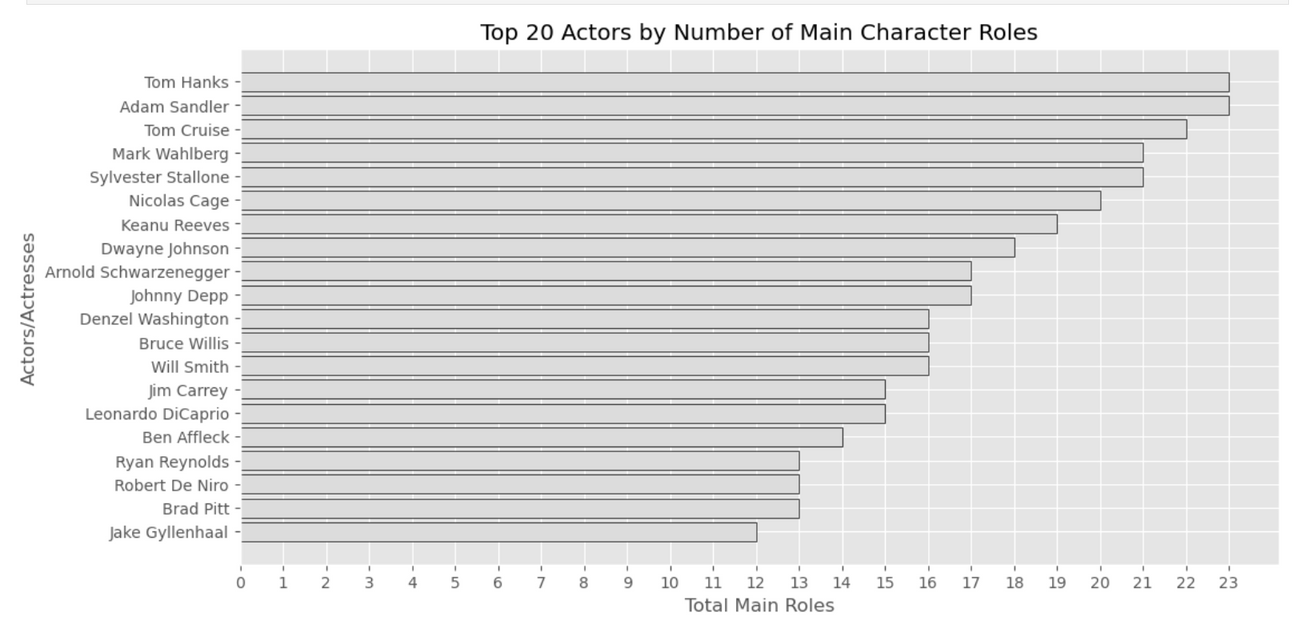 Top 20 Actors by Number of Main Character Roles
Actors/Actresses
Tom Hanks
Adam Sandler
Tom Cruise
Mark Wahlberg
Sylvester Stallone
Nicolas Cage
Keanu Reeves
Dwayne Johnson
Arnold Schwarzenegger
Johnny Depp
Denzel Washington
Bruce Willis
Will Smith
Jim Carrey
Leonardo DiCaprio
Ben Affleck
Ryan Reynolds
Robert De Niro
Brad Pitt
Jake Gyllenhaal
0 1 2 3 4 5 6 7 8 9 10 11 12 13 14 15 16 17 18 19 20 21 22 23
Total Main Roles